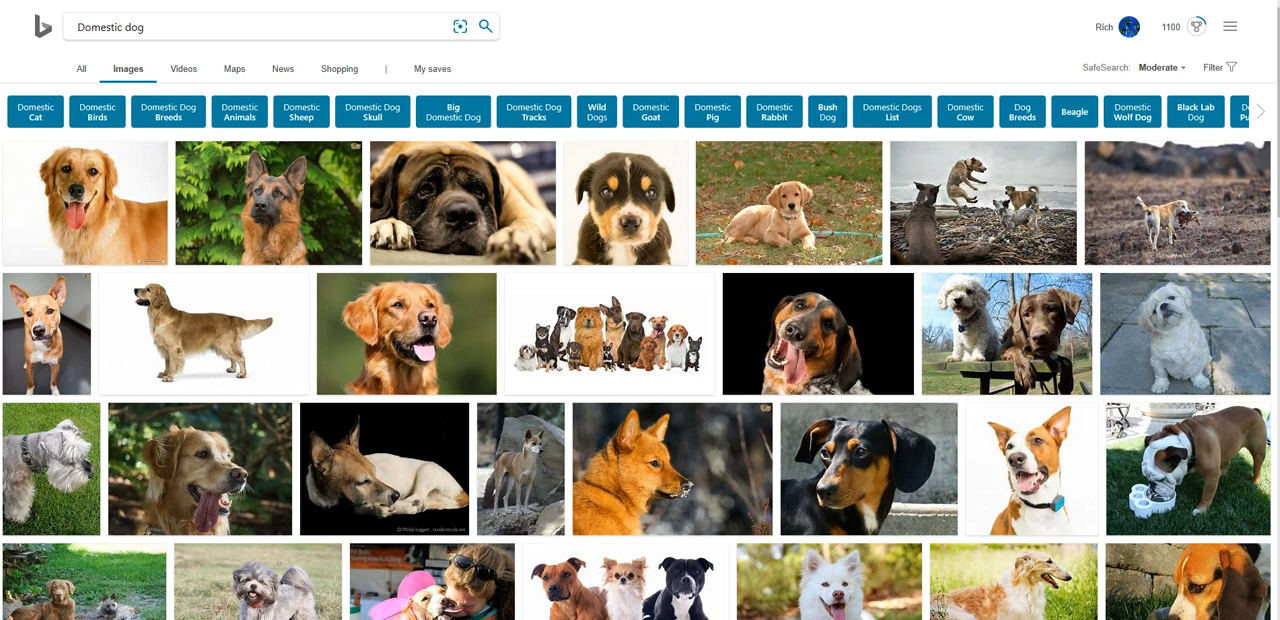 Domestic dog
Rich
1100
All
Images
Videos
Maps
News
Shopping
|
My saves
SafeSearch:
Moderate
Filter
Domestic
Cat
Domestic
Birds
Domestic Dog
Breeds
Domestic
Animals
Domestic
Sheep
Domestic Dog
Skull
Big
Domestic Dog
Domestic Dog
Tracks
Wild
Dogs
Domestic
Goat
Domestic
Pig
Domestic
Rabbit
Bush
Dog
Domestic Dogs
List
Domestic
Cow
Dog
Breeds
Beagle
Domestic
Wolf Dog
Black Lab
Dog